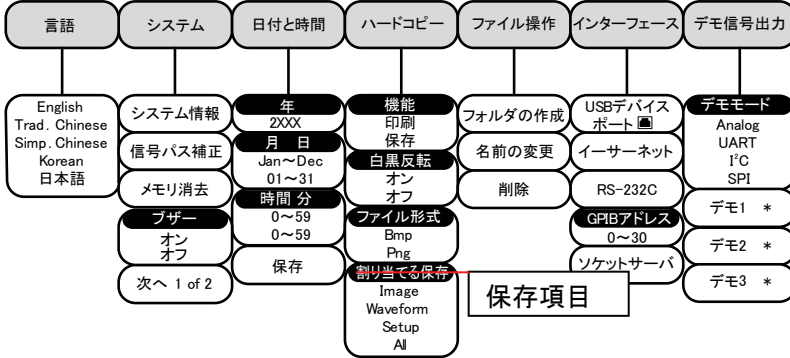 言語
システム
日付と時間
ハードコピー
ファイル操作
インターフェース
デモ信号出力
English
Trad. Chinese
Simp. Chinese
Korean
日本語
システム情報
信号パス補正
メモリ消去
ブザー
オン
オフ
次へ 1 of 2
年
2XXX
月 日
Jan～Dec
01～31
時間 分
0～59
0～59
保存
機能
印刷
保存
白黒反転
オン
オフ
ファイル形式
Bmp
Png
割り当てる保存
Image
Waveform
Setup
All
保存項目
フォルダの作成
名前の変更
削除
USBデバイス
ポート
イーサーネット
RS-232C
GPIBアドレス
0～30
ソケットサーバ
デモモード
Analog
UART
I²C
SPI
デモ1 *
デモ2 *
デモ3 *